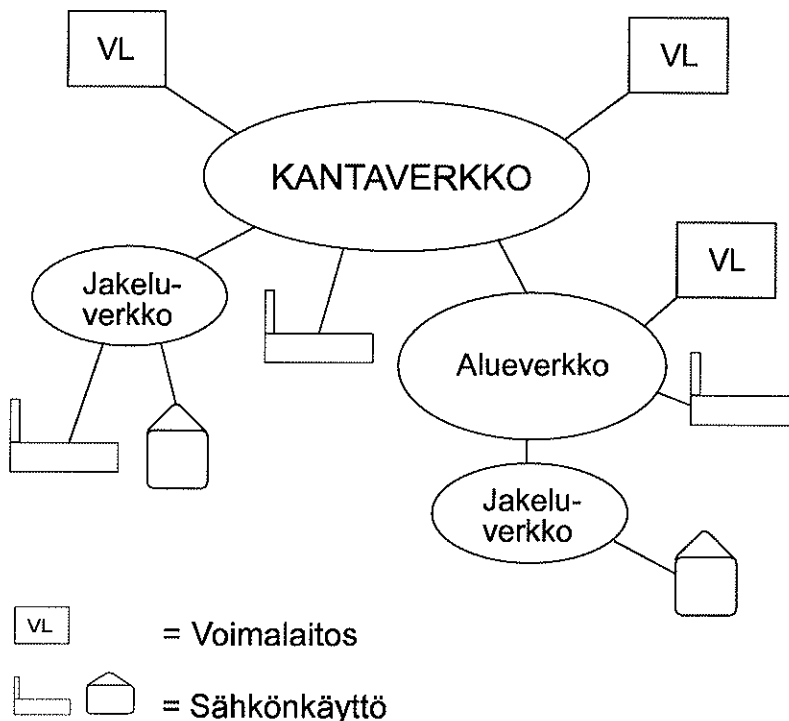 VL
VL
KANTAVERKKO
VL
Jakelu-
verkko
Alueverkko
Jakelu-
verkko
VL = Voimalaitos
= Sähkönkäyttö